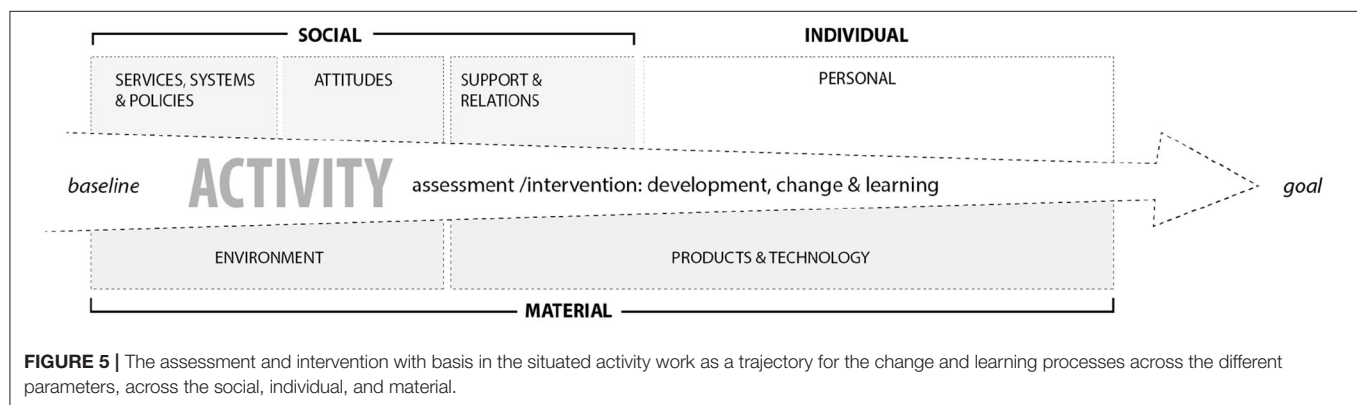 SOCIAL
INDIVIDUAL
SERVICES, SYSTEMS
& POLICIES
ATTITUDES
SUPPORT &
RELATIONS
PERSONAL
baseline
ACTIVITY
assessment /intervention: development, change & learning
goal
ENVIRONMENT
PRODUCTS & TECHNOLOGY
MATERIAL
FIGURE 5 | The assessment and intervention with basis in the situated activity work as a trajectory for the change and learning processes across the different
parameters, across the social, individual, and material.